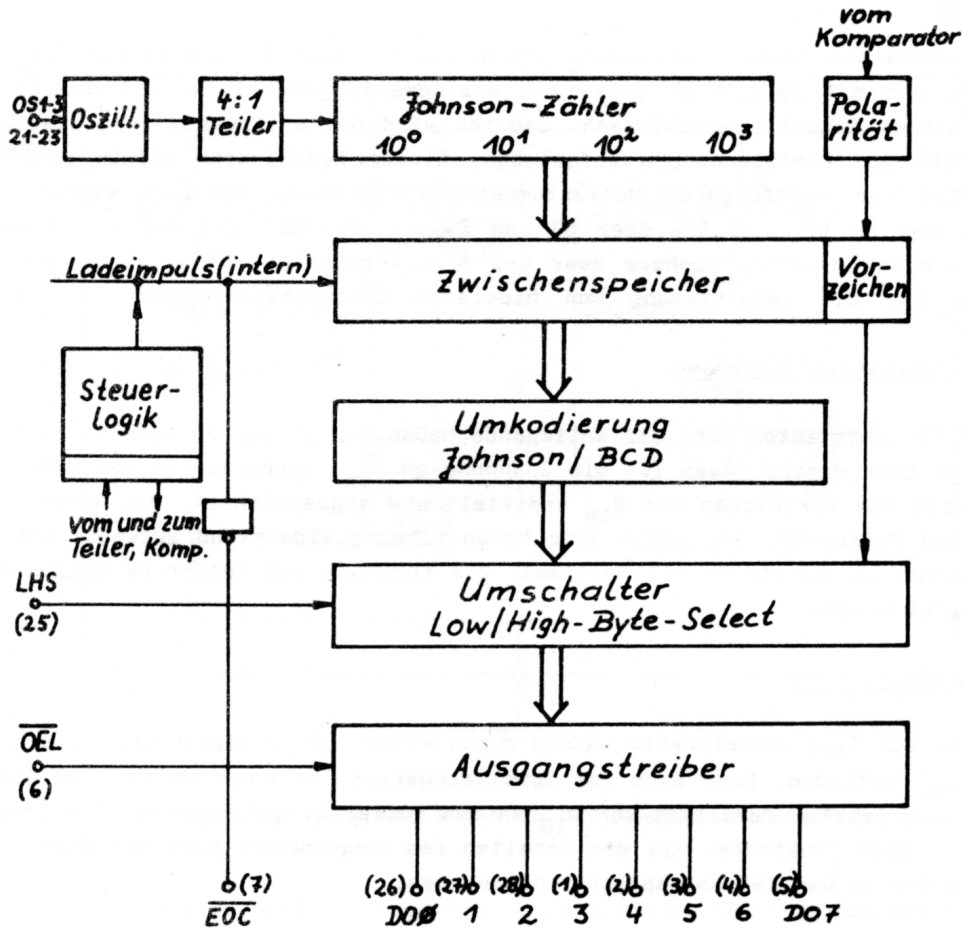 vom
Komparator
OS1-3
21-23
Oszill.
4:1
Teiler
Johnson-Zähler
10⁰ 10¹ 10² 10³
Pola-
rität
Ladeimpuls (intern)
Zwischenspeicher
Vor-
zeichen
Steuer-
logik
Umkodierung
Johnson/BCD
vom und zum
Teiler, Komp.
LHS
(25)
Umschalter
Low/High-Byte-Select
O̅E̅L̅
(6)
Ausgangstreiber
(7)
E̅O̅C̅
(26) (27) (28) (1) (2) (3) (4) (5)
DOØ 1 2 3 4 5 6 DO7